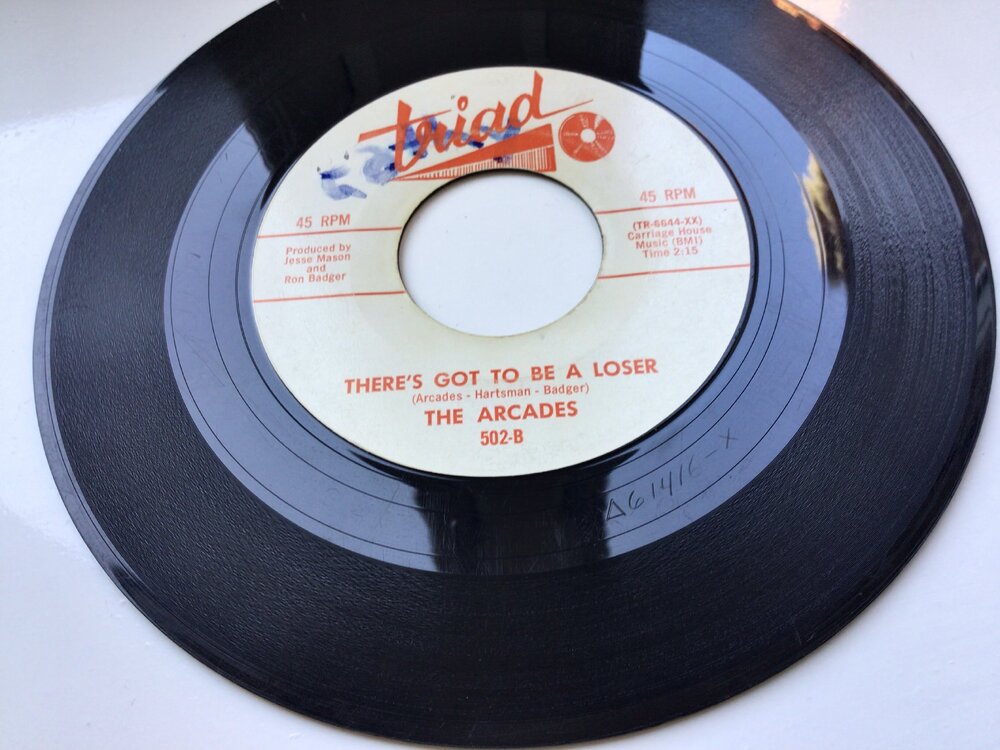 triad
45 RPM
45 RPM
Produced by
Jesse Mason
and
Ron Badger
(TR-6644-XX)
Carriage House
Music (BMI)
Time 2:15
THERE'S GOT TO BE A LOSER
(Arcades - Hartsman - Badger)
THE ARCADES
502-B
A61416-X